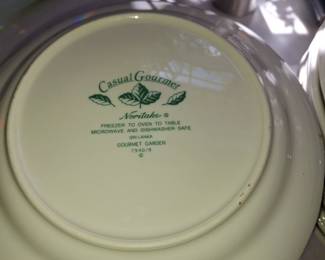 Casual Gourmet
Noritake ®
FREEZER TO OVEN TO TABLE
MICROWAVE AND DISHWASHER SAFE
SRI LANKA
GOURMET GARDEN
©